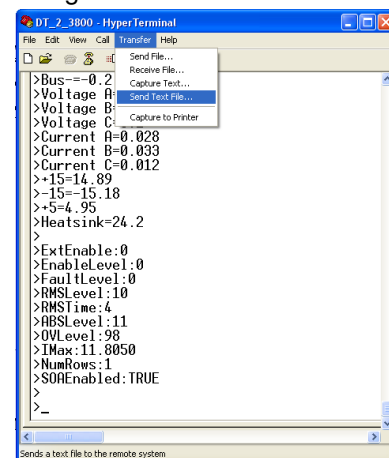 DT_2_3800 - HyperTerminal
File Edit View Call Transfer Help
Send File...
Receive File...
Capture Text...
Send Text File...
Capture to Printer
>Bus-=-0.2
>Voltage A=
>Voltage B=
>Voltage C=
>Current A=0.028
>Current B=0.033
>Current C=0.012
>+15=14.89
>-15=-15.18
>+5=4.95
>Heatsink=24.2
>
>ExtEnable:0
>EnableLevel:0
>FaultLevel:0
>RMSLevel:10
>RMSTime:4
>ABSLevel:11
>OVLevel:98
>IMax:11.8050
>NumRows:1
>SOAEnabled:TRUE
>
>_
Sends a text file to the remote system